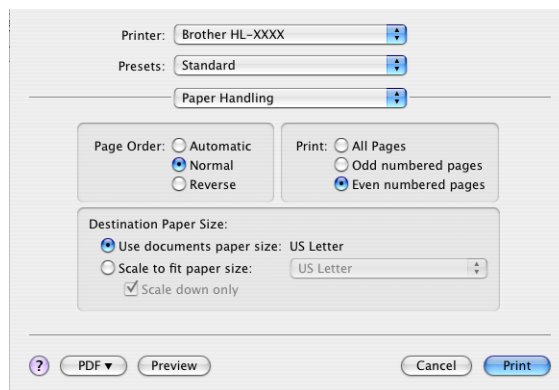 Printer: Brother HL-XXXX
Presets: Standard
Paper Handling
Page Order: Automatic
Normal
Reverse
Print: All Pages
Odd numbered pages
Even numbered pages
Destination Paper Size:
Use documents paper size: US Letter
Scale to fit paper size: US Letter
Scale down only
? PDF ▼ Preview Cancel Print